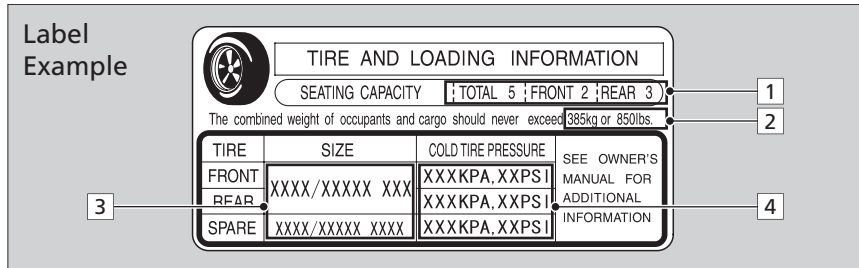 Label
Example
TIRE AND LOADING INFORMATION
SEATING CAPACITY TOTAL 5 FRONT 2 REAR 3
1
The combined weight of occupants and cargo should never exceed 385kg or 850lbs.
2
TIRE SIZE COLD TIRE PRESSURE
SEE OWNER'S
MANUAL FOR
ADDITIONAL
INFORMATION
FRONT XXXX/XXXXX XXX XXXKPA,XXPSI
REAR XXXKPA,XXPSI
3
4
SPARE XXXX/XXXXX XXXX XXXKPA,XXPSI